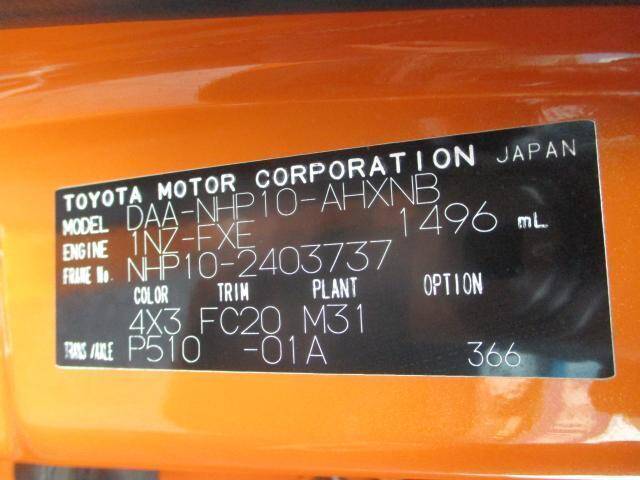 TOYOTA MOTOR CORPORATION JAPAN
MODEL DAA-NHP10-AHXNB
ENGINE 1NZ-FXE 1496 mL
FRAME No. NHP10-2403737
COLOR TRIM PLANT OPTION
4X3 FC20 M31
TRANS/AXLE P510 -01A 366